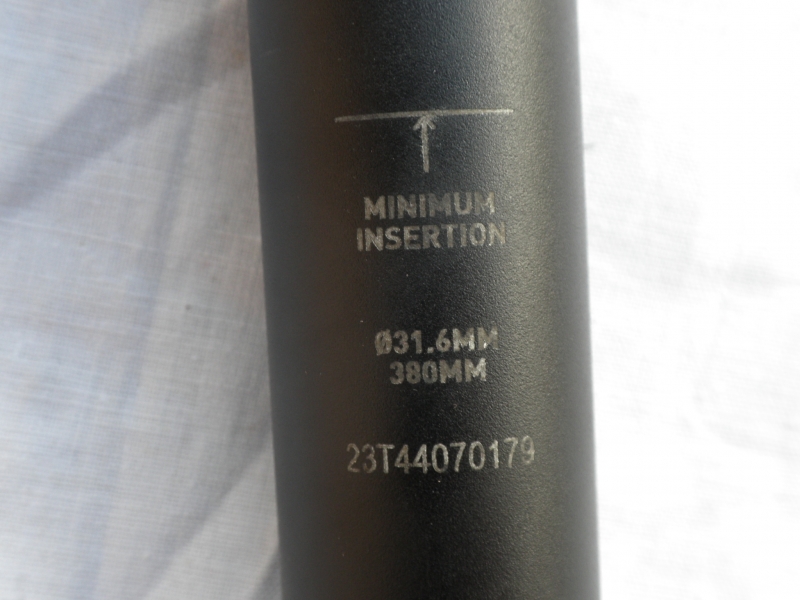 MINIMUM
INSERTION
Ø31.6MM
380MM
23T44070179